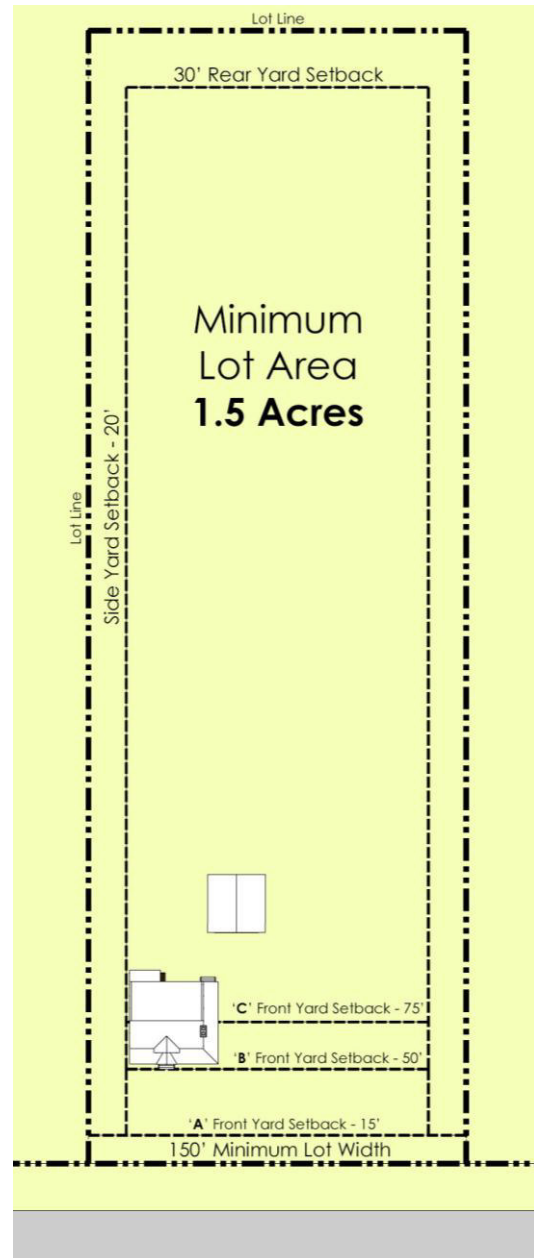 Lot Line
30’ Rear Yard Setback
Minimum
Lot Area
1.5 Acres
Side Yard Setback - 20’
Lot Line
‘C’ Front Yard Setback - 75’
‘B’ Front Yard Setback - 50’
‘A’ Front Yard Setback - 15’
150’ Minimum Lot Width